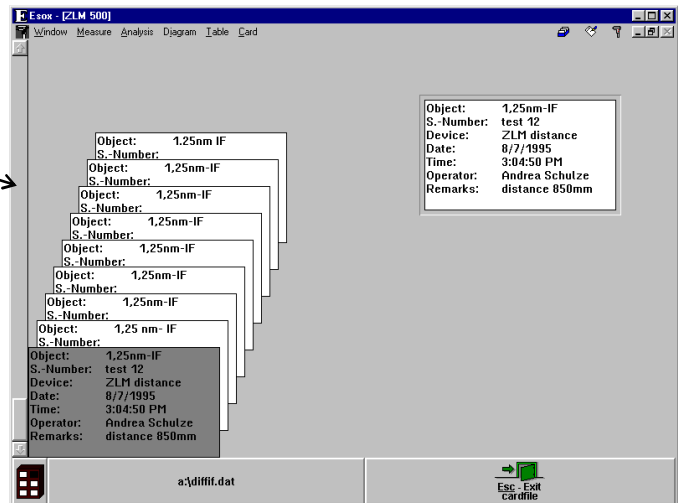 Esox - [ZLM 500]
Window Measure Analysis Diagram Table Card
Object: 1,25nm-IF
S.-Number: test 12
Device: ZLM distance
Date: 8/7/1995
Time: 3:04:50 PM
Operator: Andrea Schulze
Remarks: distance 850mm
Object: 1.25nm IF
S.-Number:
Object: 1,25nm-IF
S.-Number:
Object: 1.25nm-IF
S.-Number:
Object: 1,25nm-IF
S.-Number:
Object: 1,25nm-IF
S.-Number:
Object: 1,25nm-IF
S.-Number:
Object: 1,25nm-IF
S.-Number:
Object: 1,25 nm- IF
S.-Number:
Object: 1,25nm-IF
S.-Number: test 12
Device: ZLM distance
Date: 8/7/1995
Time: 3:04:50 PM
Operator: Andrea Schulze
Remarks: distance 850mm
a:\diffif.dat
Esc - Exit
cardfile